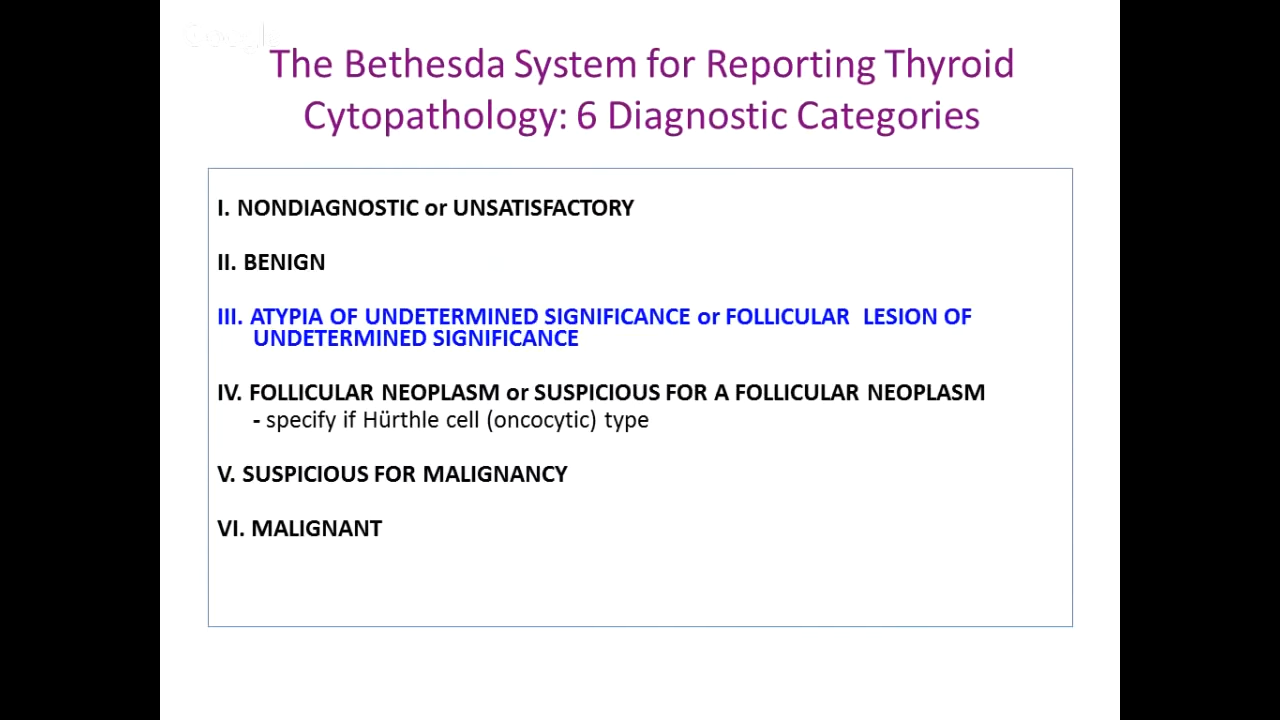 Google
The Bethesda System for Reporting Thyroid
Cytopathology: 6 Diagnostic Categories
I. NONDIAGNOSTIC or UNSATISFACTORY
II. BENIGN
III. ATYPIA OF UNDETERMINED SIGNIFICANCE or FOLLICULAR LESION OF
UNDETERMINED SIGNIFICANCE
IV. FOLLICULAR NEOPLASM or SUSPICIOUS FOR A FOLLICULAR NEOPLASM
- specify if Hürthle cell (oncocytic) type
V. SUSPICIOUS FOR MALIGNANCY
VI. MALIGNANT